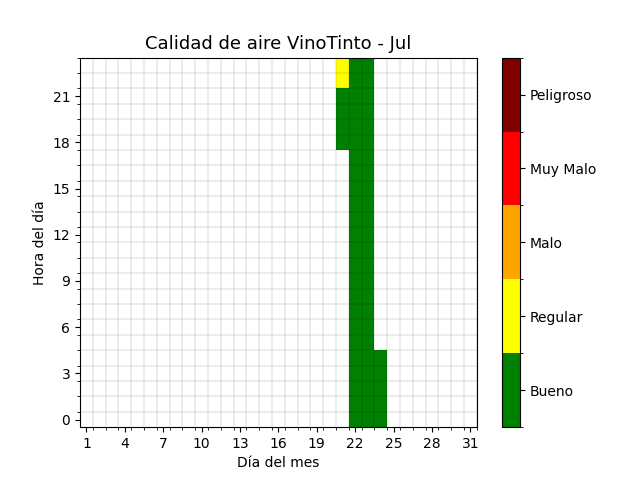 Calidad de aire VinoTinto - Jul
Hora del día
21
18
15
12
9
6
3
0
1 4 7 10 13 16 19 22 25 28 31
Día del mes
Peligroso
Muy Malo
Malo
Regular
Bueno